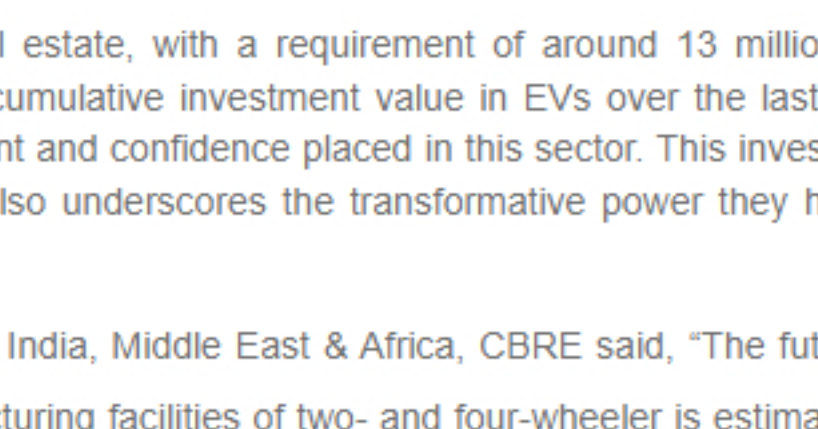 l estate, with a requirement of around 13 millio
cumulative investment value in EVs over the last
nt and confidence placed in this sector. This inves
lso underscores the transformative power they h
India, Middle East & Africa, CBRE said, “The fut
cturing facilities of two- and four-wheeler is estima